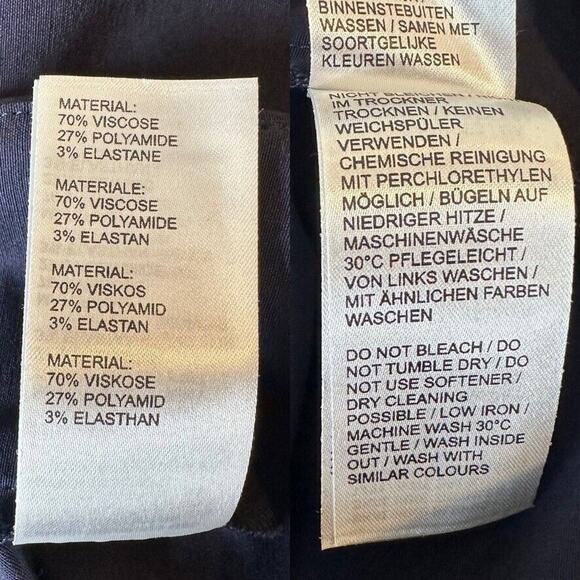 MATERIAL:
70% VISCOSE
27% POLYAMIDE
3% ELASTANE
MATERIALE:
70% VISCOSE
27% POLYAMIDE
3% ELASTAN
MATERIAL:
70% VISKOS
27% POLYAMID
3% ELASTAN
MATERIAL:
70% VISKOSE
27% POLYAMID
3% ELASTHAN
BINNENSTEBUITEN
WASSEN / SAMEN MET
SOORTGELIJKE
KLEUREN WASSEN
NICHT BLEICHEN /
IM TROCKNER
TROCKNEN / KEINEN
WEICHSPÜLER
VERWENDEN /
CHEMISCHE REINIGUNG
MIT PERCHLORETHYLEN
MÖGLICH / BÜGELN AUF
NIEDRIGER HITZE /
MASCHINENWÄSCHE
30°C PFLEGELEICHT /
VON LINKS WASCHEN /
MIT ÄHNLICHEN FARBEN
WASCHEN
DO NOT BLEACH / DO
NOT TUMBLE DRY / DO
NOT USE SOFTENER /
DRY CLEANING
POSSIBLE / LOW IRON /
MACHINE WASH 30°C
GENTLE / WASH INSIDE
OUT / WASH WITH
SIMILAR COLOURS